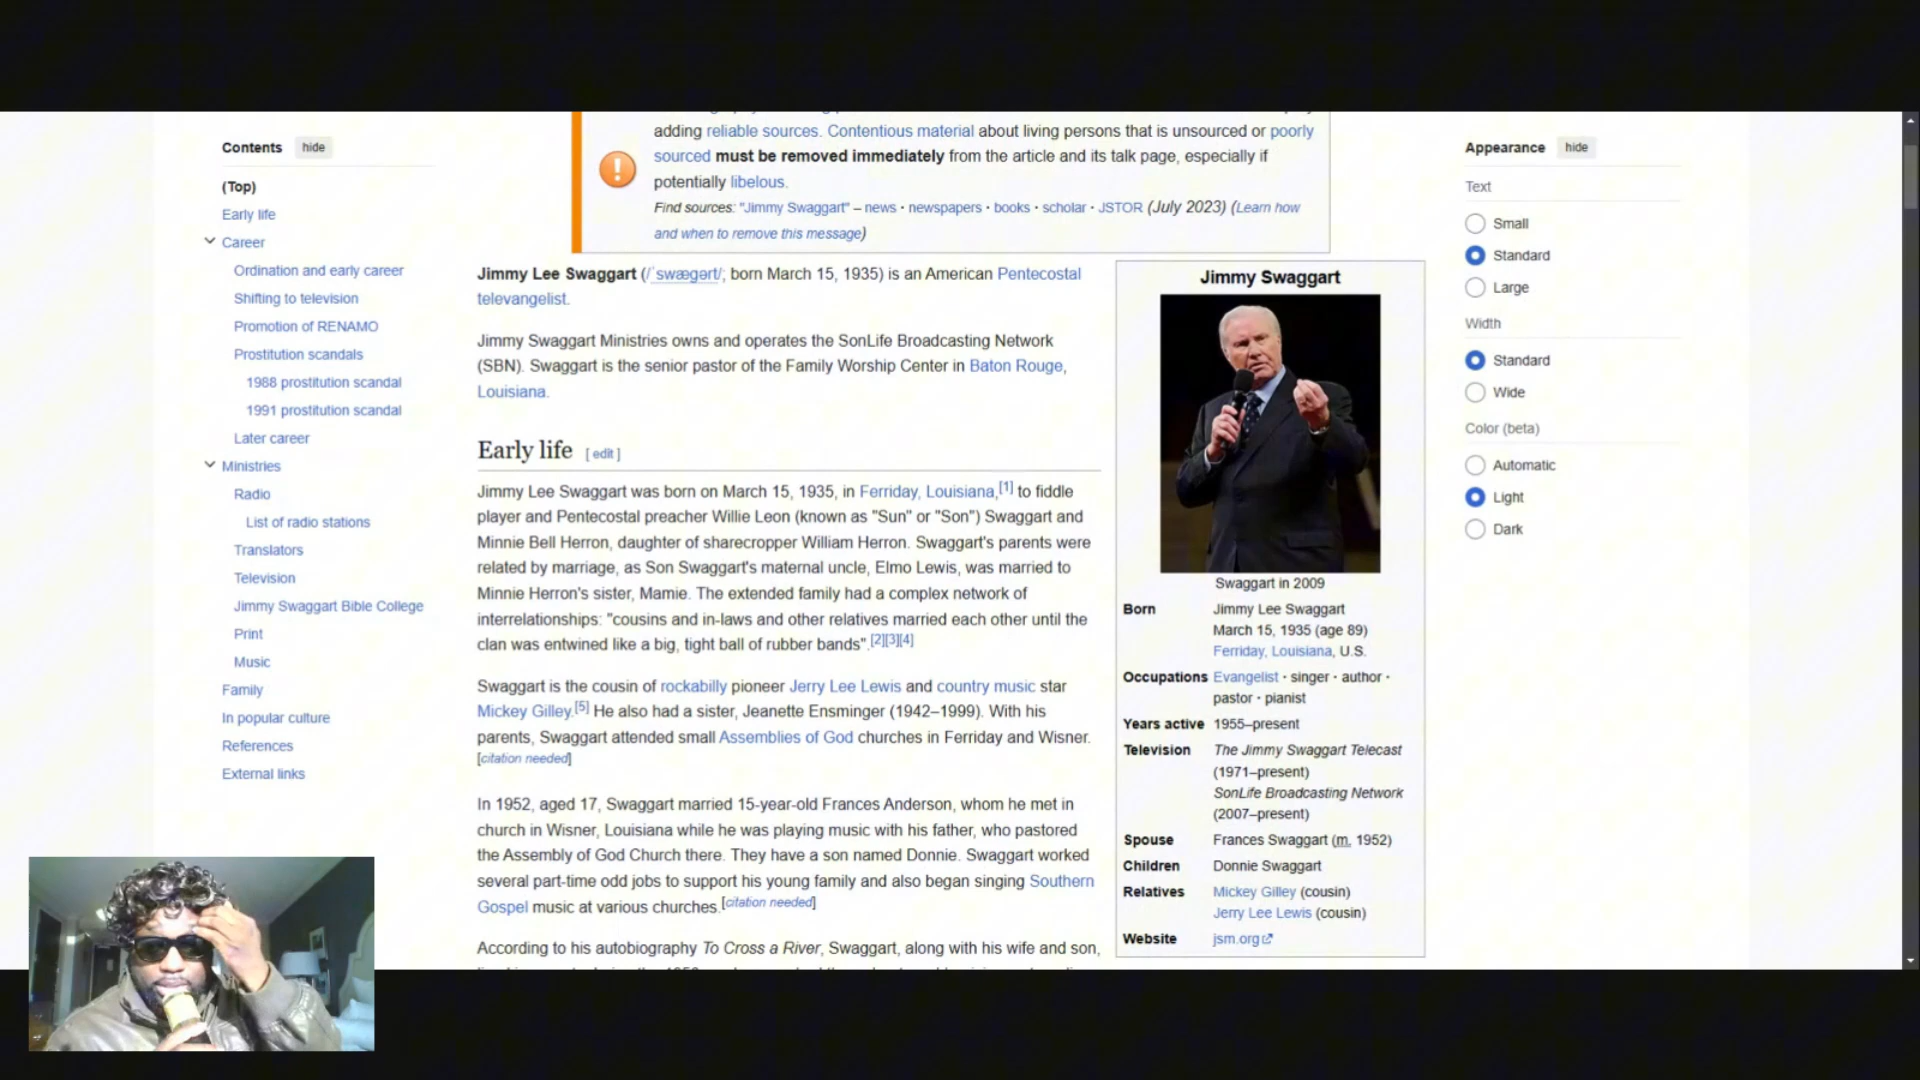 Contents hide
(Top)
Early life
Career
Ordination and early career
Shifting to television
Promotion of RENAMO
Prostitution scandals
1988 prostitution scandal
1991 prostitution scandal
Later career
Ministries
Radio
List of radio stations
Translators
Television
Jimmy Swaggart Bible College
Print
Music
Family
In popular culture
References
External links
adding reliable sources. Contentious material about living persons that is unsourced or poorly
sourced must be removed immediately from the article and its talk page, especially if
potentially libelous.
Find sources: "Jimmy Swaggart" – news · newspapers · books · scholar · JSTOR (July 2023) (Learn how
and when to remove this message)
Jimmy Lee Swaggart (/ˈswæɡərt/; born March 15, 1935) is an American Pentecostal
televangelist.
Jimmy Swaggart Ministries owns and operates the SonLife Broadcasting Network
(SBN). Swaggart is the senior pastor of the Family Worship Center in Baton Rouge,
Louisiana.
Early life [ edit ]
Jimmy Lee Swaggart was born on March 15, 1935, in Ferriday, Louisiana,[1] to fiddle
player and Pentecostal preacher Willie Leon (known as "Sun" or "Son") Swaggart and
Minnie Bell Herron, daughter of sharecropper William Herron. Swaggart's parents were
related by marriage, as Son Swaggart's maternal uncle, Elmo Lewis, was married to
Minnie Herron's sister, Mamie. The extended family had a complex network of
interrelationships: "cousins and in-laws and other relatives married each other until the
clan was entwined like a big, tight ball of rubber bands".[2][3][4]
Swaggart is the cousin of rockabilly pioneer Jerry Lee Lewis and country music star
Mickey Gilley.[5] He also had a sister, Jeanette Ensminger (1942–1999). With his
parents, Swaggart attended small Assemblies of God churches in Ferriday and Wisner.
[citation needed]
In 1952, aged 17, Swaggart married 15-year-old Frances Anderson, whom he met in
church in Wisner, Louisiana while he was playing music with his father, who pastored
the Assembly of God Church there. They have a son named Donnie. Swaggart worked
several part-time odd jobs to support his young family and also began singing Southern
Gospel music at various churches.[citation needed]
According to his autobiography To Cross a River, Swaggart, along with his wife and son,
Jimmy Swaggart
Swaggart in 2009
Born Jimmy Lee Swaggart
March 15, 1935 (age 89)
Ferriday, Louisiana, U.S.
Occupations Evangelist · singer · author ·
pastor · pianist
Years active 1955–present
Television The Jimmy Swaggart Telecast
(1971–present)
SonLife Broadcasting Network
(2007–present)
Spouse Frances Swaggart (m. 1952)
Children Donnie Swaggart
Relatives Mickey Gilley (cousin)
Jerry Lee Lewis (cousin)
Website jsm.org
Appearance hide
Text
Small
Standard
Large
Width
Standard
Wide
Color (beta)
Automatic
Light
Dark